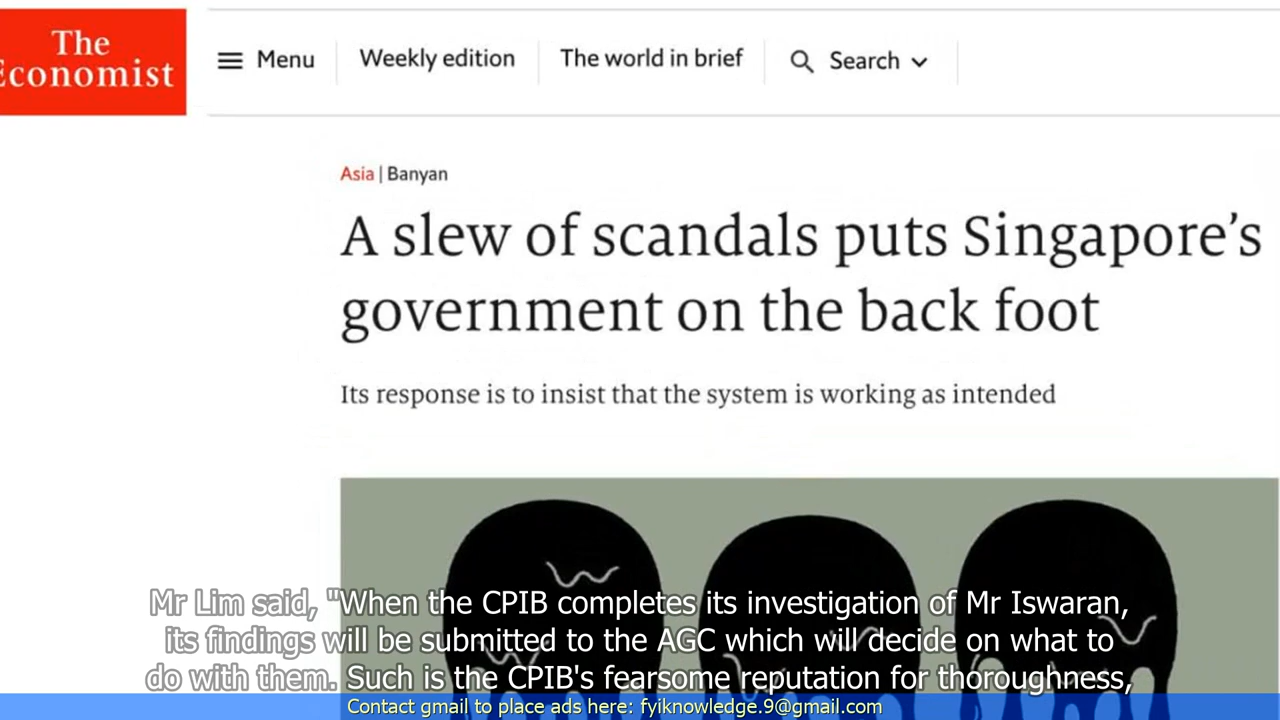 The
Economist
Menu
Weekly edition
The world in brief
Search
Asia | Banyan
A slew of scandals puts Singapore's
government on the back foot
Its response is to insist that the system is working as intended
Mr Lim said, "When the CPIB completes its investigation of Mr Iswaran,
its findings will be submitted to the AGC which will decide on what to
do with them. Such is the CPIB's fearsome reputation for thoroughness,
Contact gmail to place ads here: fyiknowledge.9@gmail.com